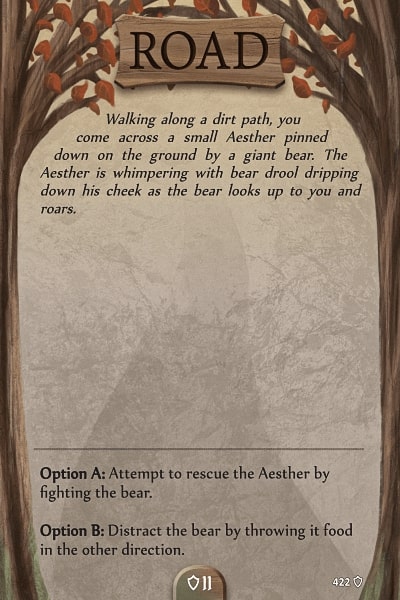 ROAD
Walking along a dirt path, you
come across a small Aesther pinned
down on the ground by a giant bear. The
Aesther is whimpering with bear drool dripping
down his cheek as the bear looks up to you and
roars.
Option A: Attempt to rescue the Aesther by
fighting the bear.
Option B: Distract the bear by throwing it food
in the other direction.
11
422